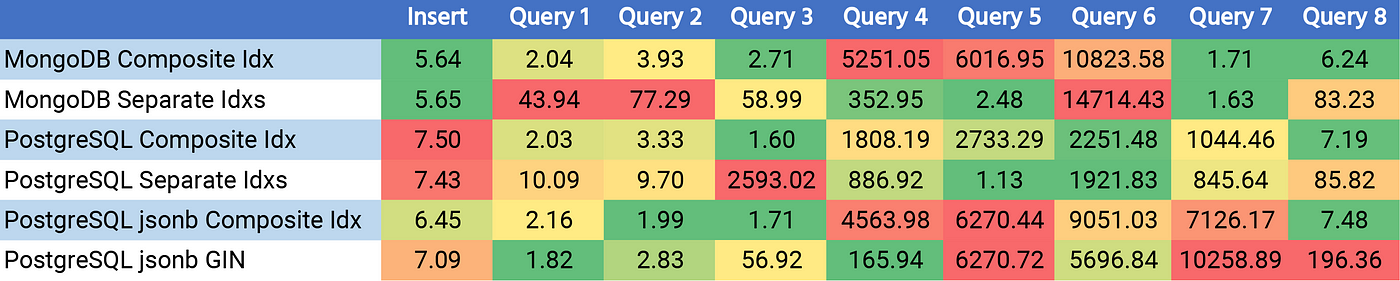 Insert Query 1 Query 2 Query 3 Query 4 Query 5 Query 6 Query 7 Query 8
MongoDB Composite Idx 5.64 2.04 3.93 2.71 5251.05 6016.95 10823.58 1.71 6.24
MongoDB Separate Idxs 5.65 43.94 77.29 58.99 352.95 2.48 14714.43 1.63 83.23
PostgreSQL Composite Idx 7.50 2.03 3.33 1.60 1808.19 2733.29 2251.48 1044.46 7.19
PostgreSQL Separate Idxs 7.43 10.09 9.70 2593.02 886.92 1.13 1921.83 845.64 85.82
PostgreSQL jsonb Composite Idx 6.45 2.16 1.99 1.71 4563.98 6270.44 9051.03 7126.17 7.48
PostgreSQL jsonb GIN 7.09 1.82 2.83 56.92 165.94 6270.72 5696.84 10258.89 196.36